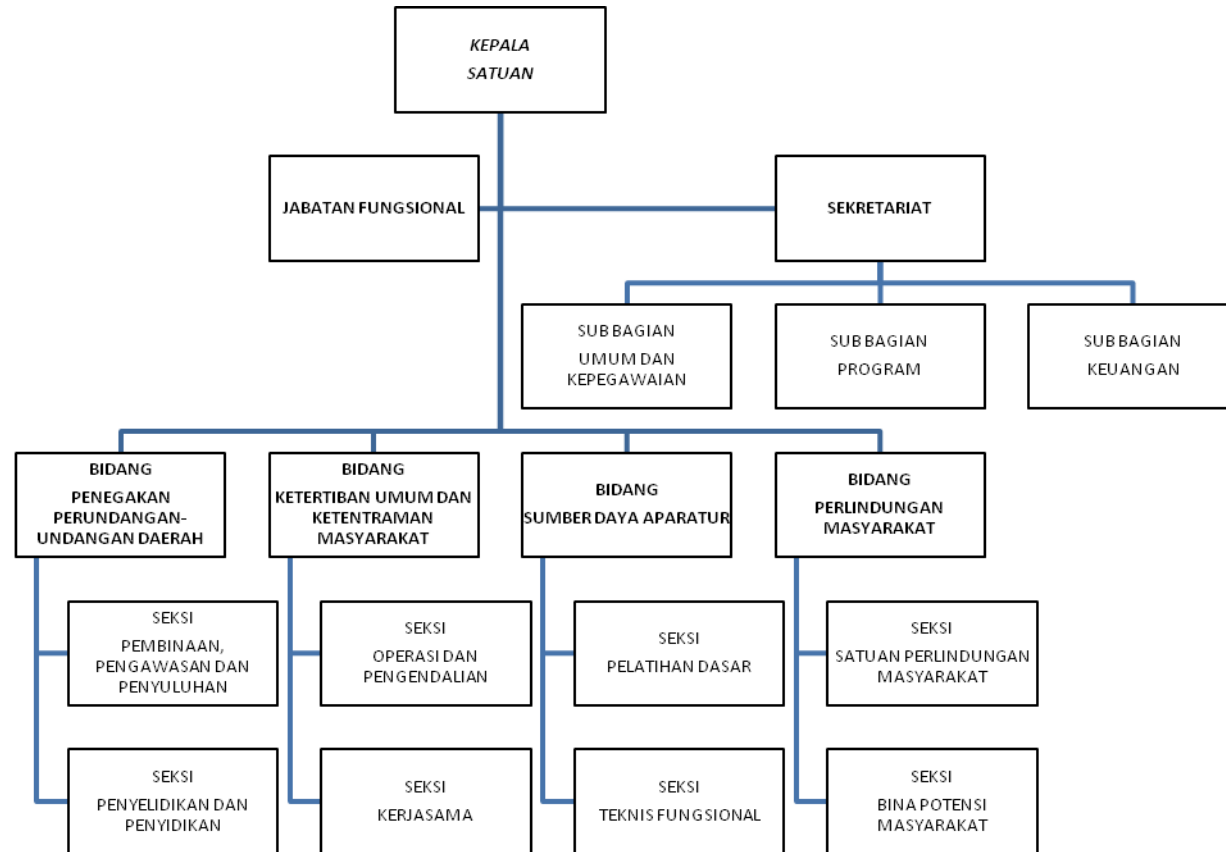 KEPALA
SATUAN
JABATAN FUNGSIONAL
SEKRETARIAT
SUB BAGIAN
UMUM DAN
KEPEGAWAIAN
SUB BAGIAN
PROGRAM
SUB BAGIAN
KEUANGAN
BIDANG
PENEGAKAN
PERUNDANGAN-
UNDANGAN DAERAH
BIDANG
KETERTIBAN UMUM DAN
KETENTRAMAN
MASYARAKAT
BIDANG
SUMBER DAYA APARATUR
BIDANG
PERLINDUNGAN
MASYARAKAT
SEKSI
PEMBINAAN,
PENGAWASAN DAN
PENYULUHAN
SEKSI
OPERASI DAN
PENGENDALIAN
SEKSI
PELATIHAN DASAR
SEKSI
SATUAN PERLINDUNGAN
MASYARAKAT
SEKSI
PENYELIDIKAN DAN
PENYIDIKAN
SEKSI
KERJASAMA
SEKSI
TEKNIS FUNGSIONAL
SEKSI
BINA POTENSI
MASYARAKAT